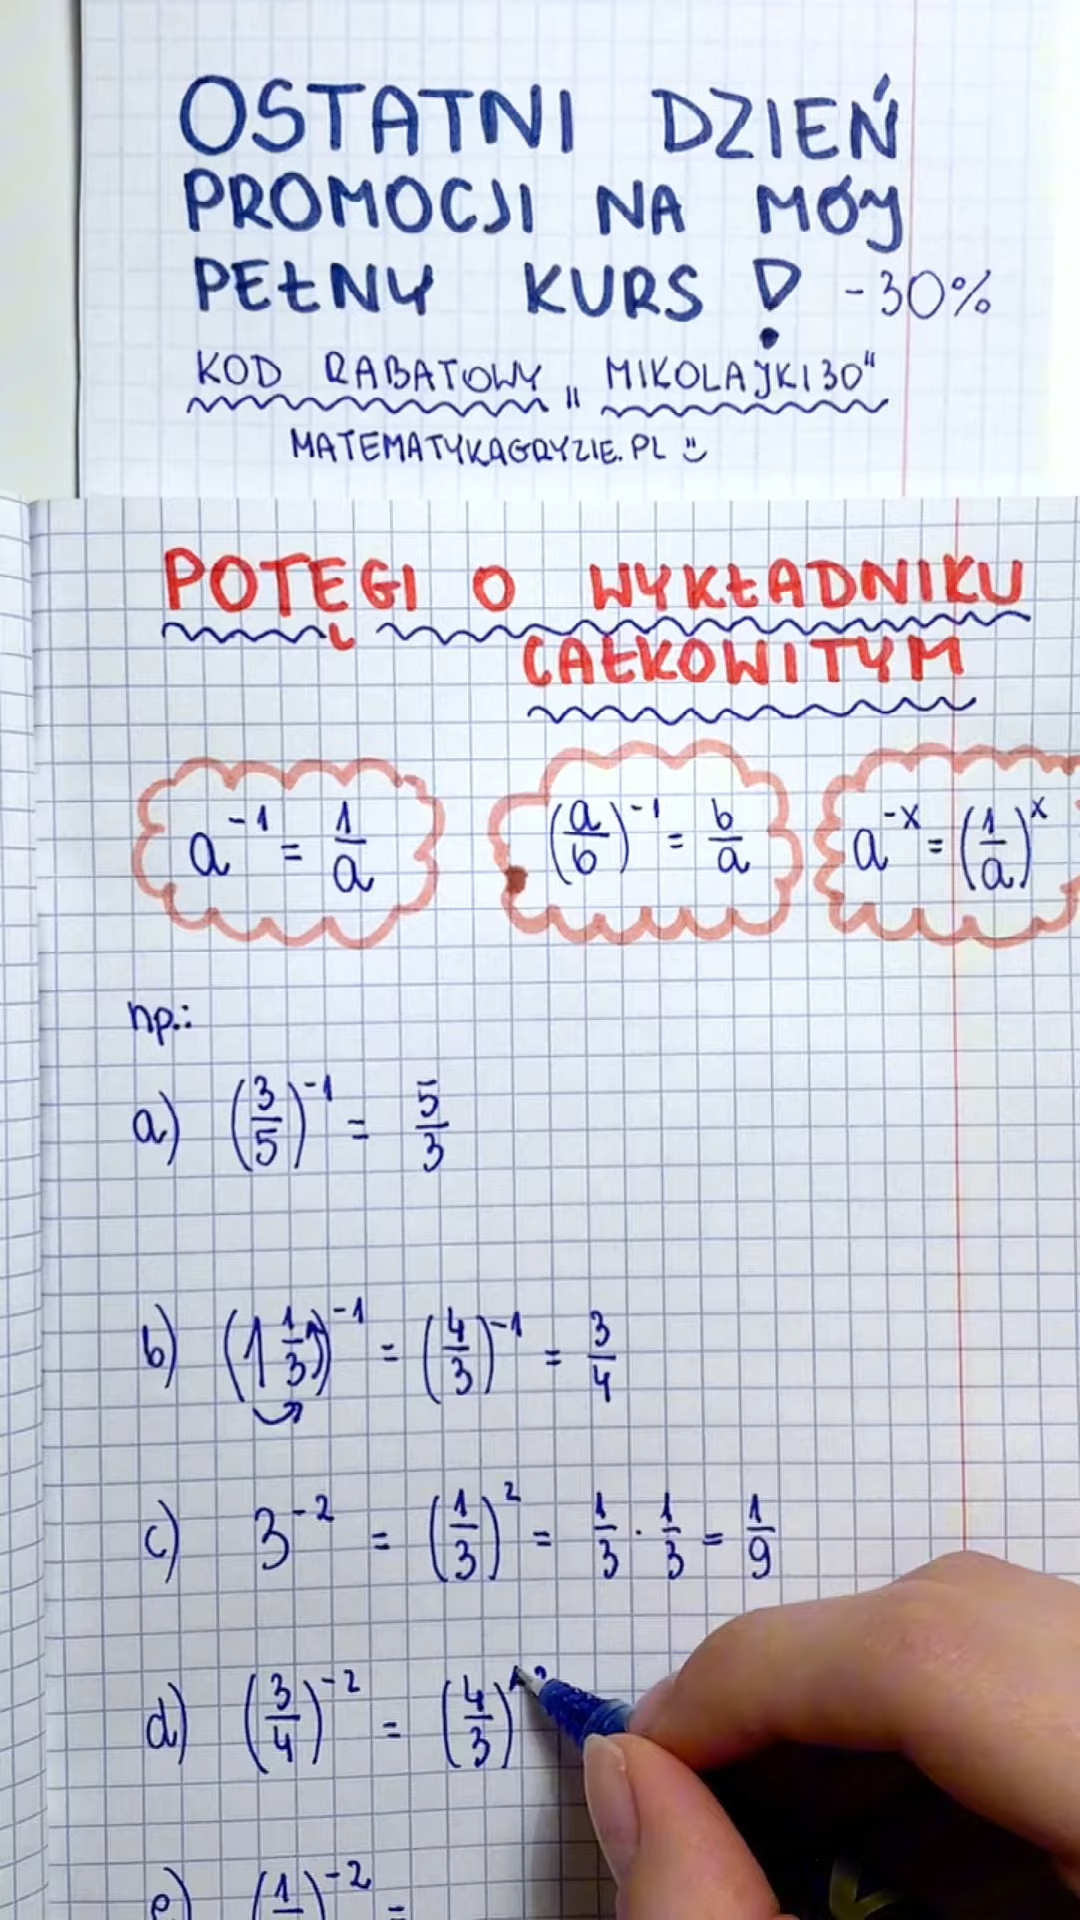 OSTATNI DZIEŃ
PROMOCJI NA MÓJ
PEŁNY KURS ! -30%
KOD RABATOWY „MIKOLAJKI30"
MATEMATYKAGRYZIE.PL
POTĘGI O WYKŁADNIKU
CAŁKOWITYM
a⁻¹ = 1/a (a/b)⁻¹ = b/a a⁻ˣ = (1/a)ˣ
np.:
a) (3/5)⁻¹ = 5/3
b) (1 1/3)⁻¹ = (4/3)⁻¹ = 3/4
c) 3⁻² = (1/3)² = 1/3 · 1/3 = 1/9
d) (3/4)⁻² = (4/3)
e) (1 ⁻² =